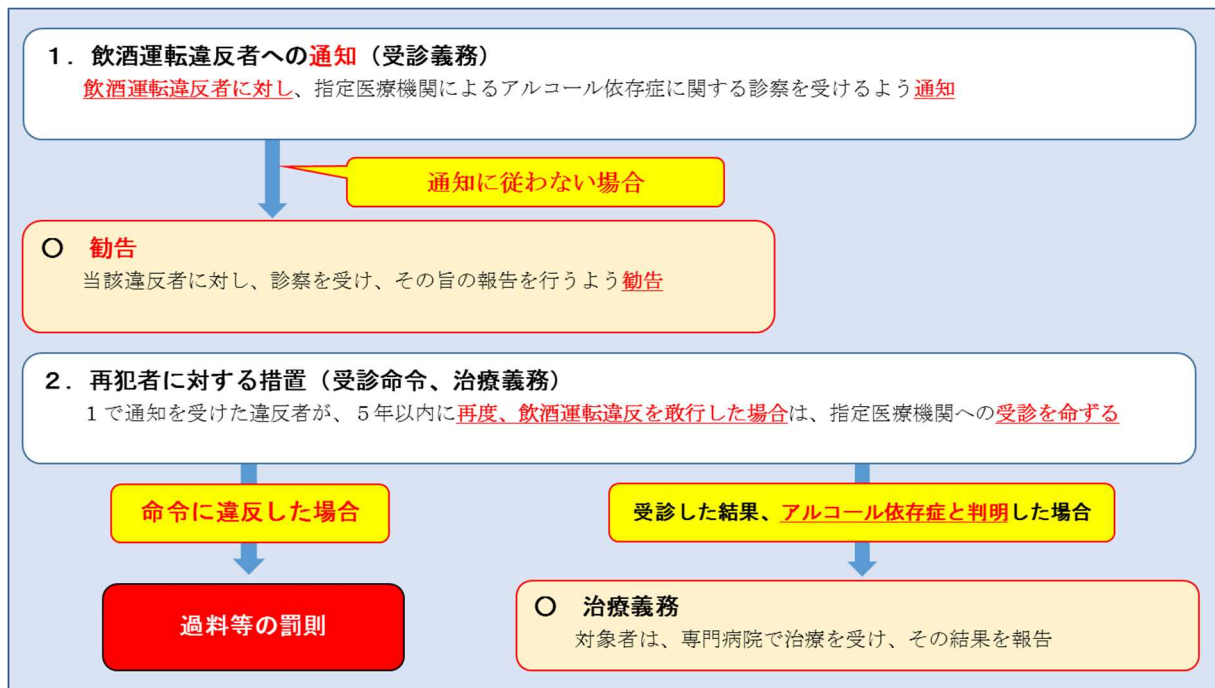 １．飲酒運転違反者への通知（受診義務）
飲酒運転違反者に対し、指定医療機関によるアルコール依存症に関する診察を受けるよう通知
通知に従わない場合
○　勧告
当該違反者に対し、診察を受け、その旨の報告を行うよう勧告
２．再犯者に対する措置（受診命令、治療義務）
１で通知を受けた違反者が、５年以内に再度、飲酒運転違反を敢行した場合は、指定医療機関への受診を命ずる
命令に違反した場合
受診した結果、アルコール依存症と判明した場合
過料等の罰則
○　治療義務
対象者は、専門病院で治療を受け、その結果を報告